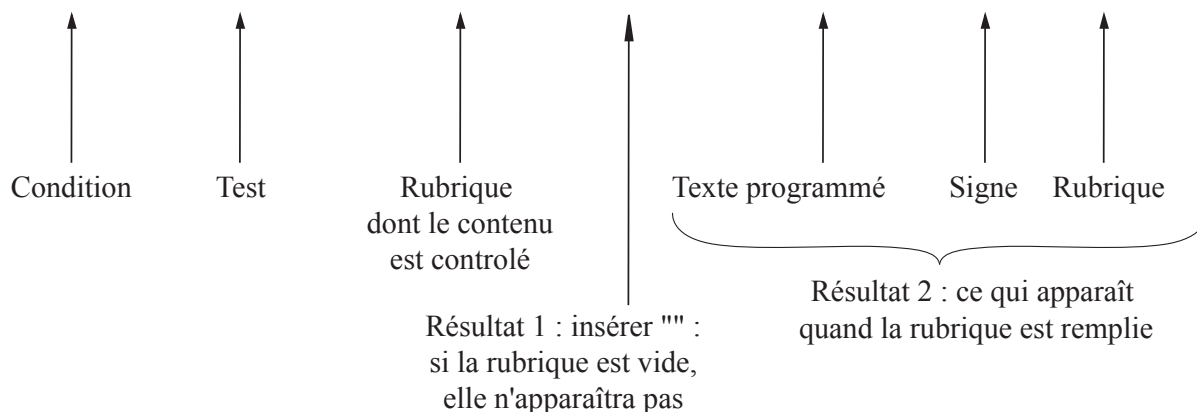 Condition
Test
Rubrique
dont le contenu
est controlé
Texte programmé
Signe
Rubrique
Résultat 1 : insérer "" :
si la rubrique est vide,
elle n'apparaîtra pas
Résultat 2 : ce qui apparaît
quand la rubrique est remplie